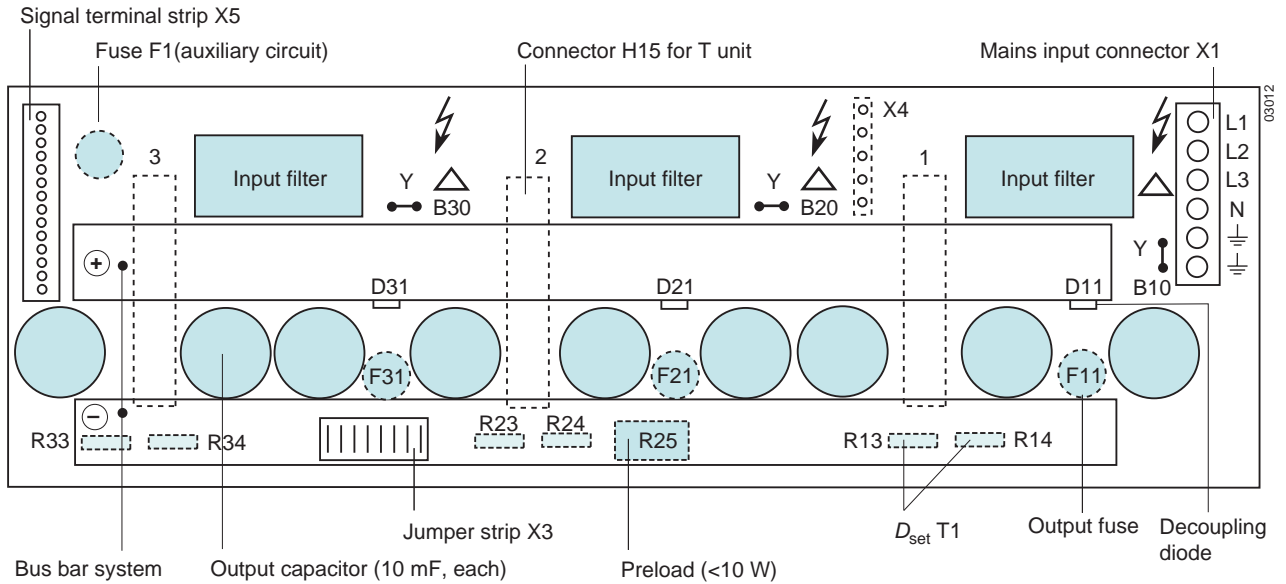 Signal terminal strip X5
Fuse F1(auxiliary circuit)
Connector H15 for T unit
Mains input connector X1
03012
X4
L1
3
2
1
L2
Input filter
Input filter
Input filter
L3
Y
B30
Y
B20
N
Y
+
D31
D21
D11
B10
F31
F21
F11
−
R33
R34
R23
R24
R25
R13
R14
Jumper strip X3
Dset T1
Output fuse
Decoupling
diode
Bus bar system
Output capacitor (10 mF, each)
Preload (<10 W)